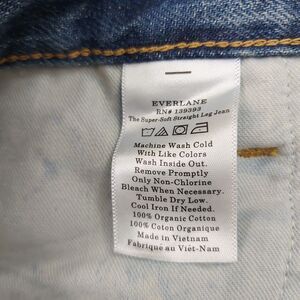 EVERLANE
RN# 139393
The Super-Soft Straight Leg Jean
Machine Wash Cold
With Like Colors
Wash Inside Out.
Remove Promptly
Only Non-Chlorine
Bleach When Necessary.
Tumble Dry Low.
Cool Iron If Needed.
100% Organic Cotton
100% Coton Organique
Made in Vietnam
Fabriqué au Viêt-Nam